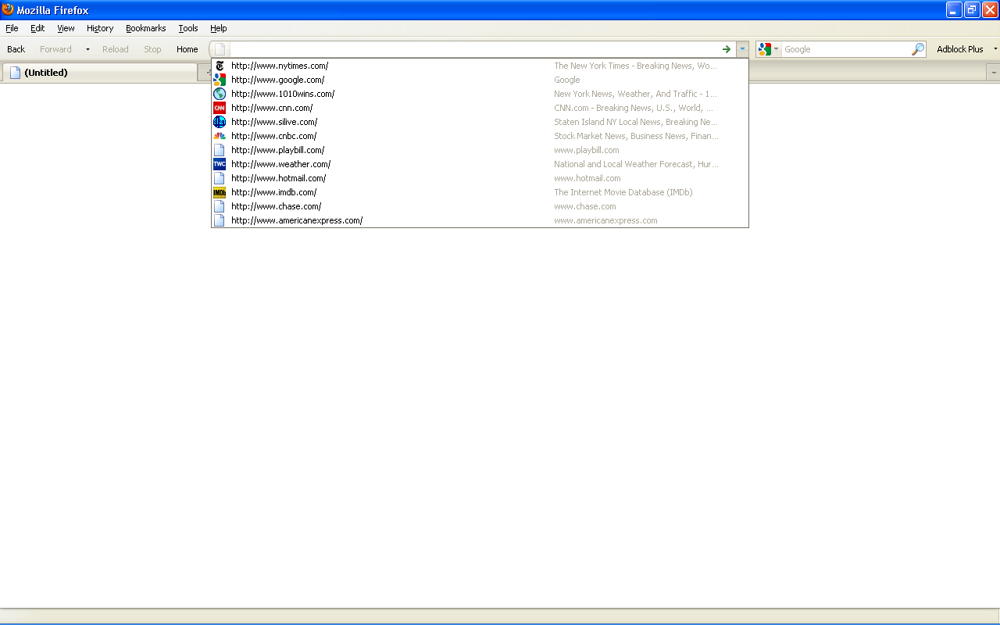 Mozilla Firefox
File Edit View History Bookmarks Tools Help
Back Forward Reload Stop Home Google Adblock Plus
(Untitled)
http://www.nytimes.com/ The New York Times - Breaking News, Wo...
http://www.google.com/ Google
http://www.1010wins.com/ New York News, Weather, And Traffic - 1...
CNN http://www.cnn.com/ CNN.com - Breaking News, U.S., World, ...
http://www.silive.com/ Staten Island NY Local News, Breaking Ne...
http://www.cnbc.com/ Stock Market News, Business News, Finan...
http://www.playbill.com/ www.playbill.com
TWC http://www.weather.com/ National and Local Weather Forecast, Hur...
http://www.hotmail.com/ www.hotmail.com
IMDb http://www.imdb.com/ The Internet Movie Database (IMDb)
http://www.chase.com/ www.chase.com
http://www.americanexpress.com/ www.americanexpress.com